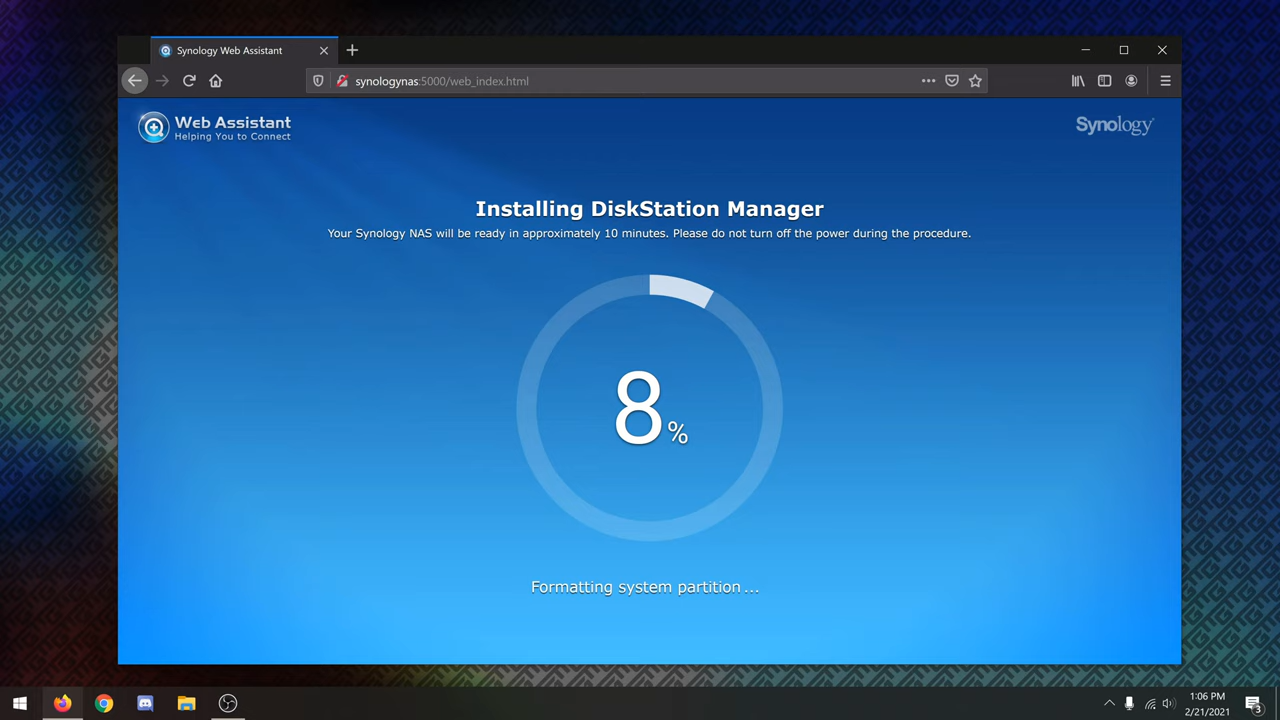 Synology Web Assistant
synologynas:5000/web_index.html
Web Assistant
Helping You to Connect
Synology
Installing DiskStation Manager
Your Synology NAS will be ready in approximately 10 minutes. Please do not turn off the power during the procedure.
8%
Formatting system partition ...
1:06 PM
2/21/2021
3